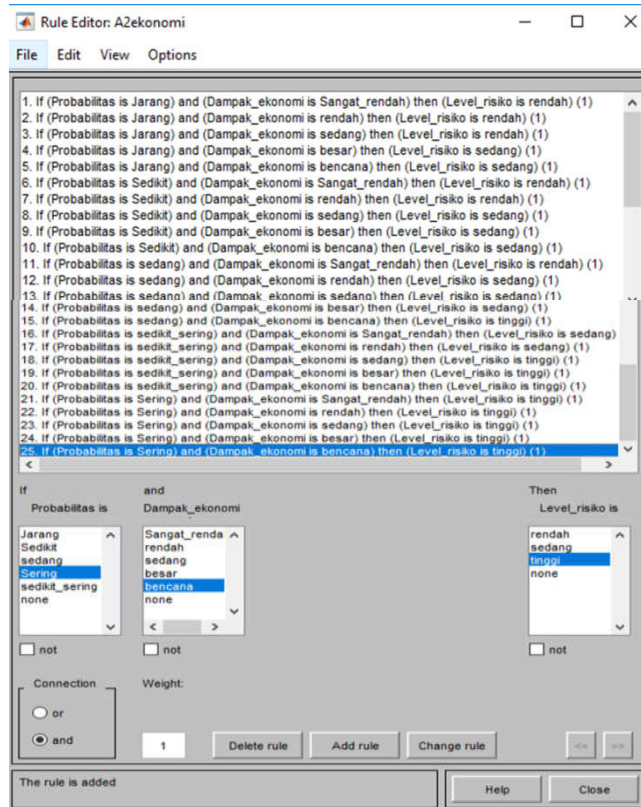 Rule Editor: A2ekonomi
File Edit View Options
1. If (Probabilitas is Jarang) and (Dampak_ekonomi is Sangat_rendah) then (Level_risiko is rendah) (1)
2. If (Probabilitas is Jarang) and (Dampak_ekonomi is rendah) then (Level_risiko is rendah) (1)
3. If (Probabilitas is Jarang) and (Dampak_ekonomi is sedang) then (Level_risiko is rendah) (1)
4. If (Probabilitas is Jarang) and (Dampak_ekonomi is besar) then (Level_risiko is sedang) (1)
5. If (Probabilitas is Jarang) and (Dampak_ekonomi is bencana) then (Level_risiko is sedang) (1)
6. If (Probabilitas is Sedikit) and (Dampak_ekonomi is Sangat_rendah) then (Level_risiko is rendah) (1)
7. If (Probabilitas is Sedikit) and (Dampak_ekonomi is rendah) then (Level_risiko is rendah) (1)
8. If (Probabilitas is Sedikit) and (Dampak_ekonomi is sedang) then (Level_risiko is sedang) (1)
9. If (Probabilitas is Sedikit) and (Dampak_ekonomi is besar) then (Level_risiko is sedang) (1)
10. If (Probabilitas is Sedikit) and (Dampak_ekonomi is bencana) then (Level_risiko is sedang) (1)
11. If (Probabilitas is sedang) and (Dampak_ekonomi is Sangat_rendah) then (Level_risiko is rendah) (1)
12. If (Probabilitas is sedang) and (Dampak_ekonomi is rendah) then (Level_risiko is sedang) (1)
13. If (Probabilitas is sedang) and (Dampak_ekonomi is sedang) then (Level_risiko is sedang) (1)
14. If (Probabilitas is sedang) and (Dampak_ekonomi is besar) then (Level_risiko is sedang) (1)
15. If (Probabilitas is sedang) and (Dampak_ekonomi is bencana) then (Level_risiko is tinggi) (1)
16. If (Probabilitas is sedikit_sering) and (Dampak_ekonomi is Sangat_rendah) then (Level_risiko is sedang)
17. If (Probabilitas is sedikit_sering) and (Dampak_ekonomi is rendah) then (Level_risiko is sedang) (1)
18. If (Probabilitas is sedikit_sering) and (Dampak_ekonomi is sedang) then (Level_risiko is tinggi) (1)
19. If (Probabilitas is sedikit_sering) and (Dampak_ekonomi is besar) then (Level_risiko is tinggi) (1)
20. If (Probabilitas is sedikit_sering) and (Dampak_ekonomi is bencana) then (Level_risiko is tinggi) (1)
21. If (Probabilitas is Sering) and (Dampak_ekonomi is Sangat_rendah) then (Level_risiko is tinggi) (1)
22. If (Probabilitas is Sering) and (Dampak_ekonomi is rendah) then (Level_risiko is tinggi) (1)
23. If (Probabilitas is Sering) and (Dampak_ekonomi is sedang) then (Level_risiko is tinggi) (1)
24. If (Probabilitas is Sering) and (Dampak_ekonomi is besar) then (Level_risiko is tinggi) (1)
25. If (Probabilitas is Sering) and (Dampak_ekonomi is bencana) then (Level_risiko is tinggi) (1)
If and Then
Probabilitas is Dampak_ekonomi Level_risiko is
Jarang Sangat_renda rendah
Sedikit rendah sedang
sedang sedang tinggi
Sering besar none
sedikit_sering bencana
none none
not not not
Connection Weight:
or
and 1 Delete rule Add rule Change rule << >>
The rule is added Help Close